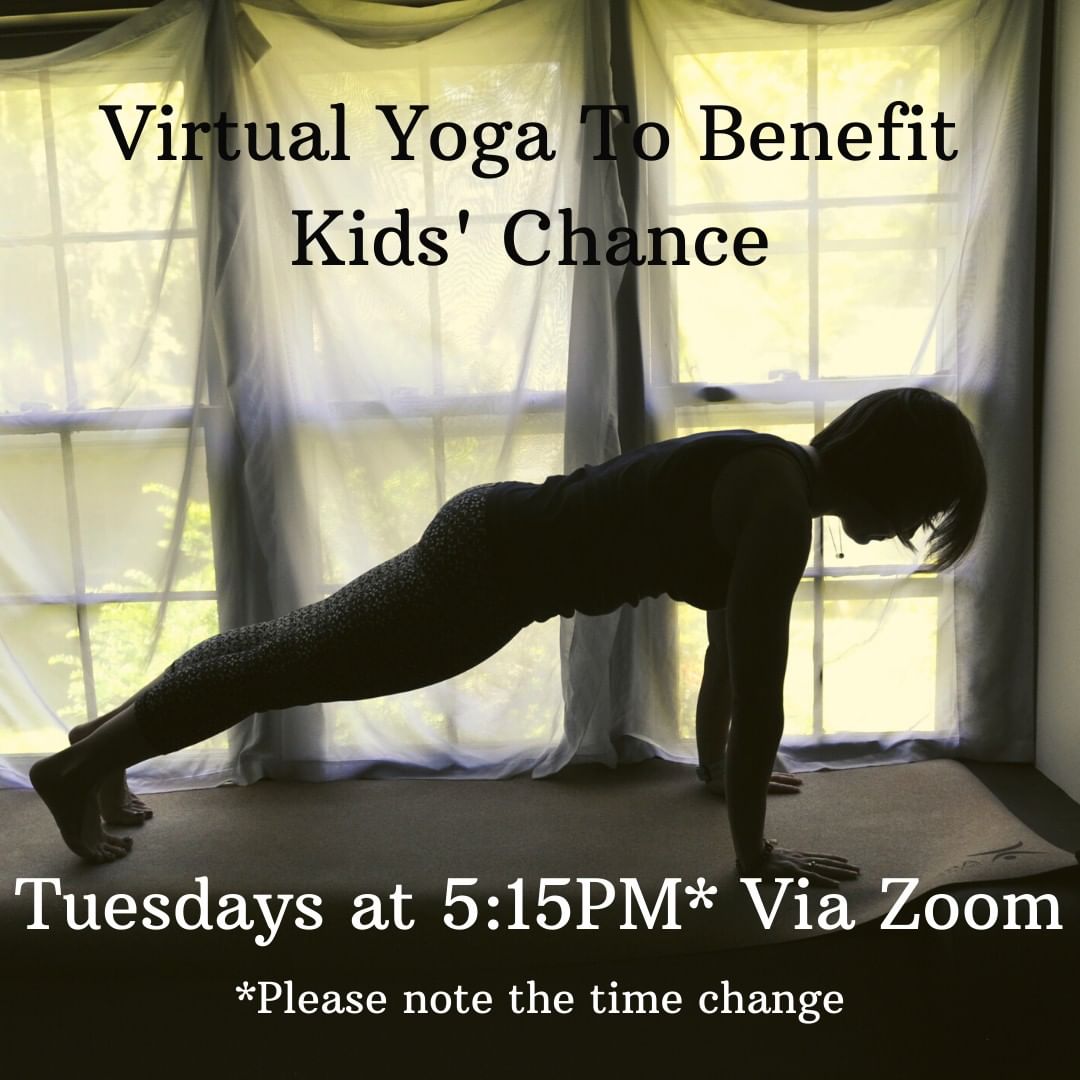 Virtual Yoga To Benefit
Kids' Chance
Tuesdays at 5:15PM* Via Zoom
*Please note the time change